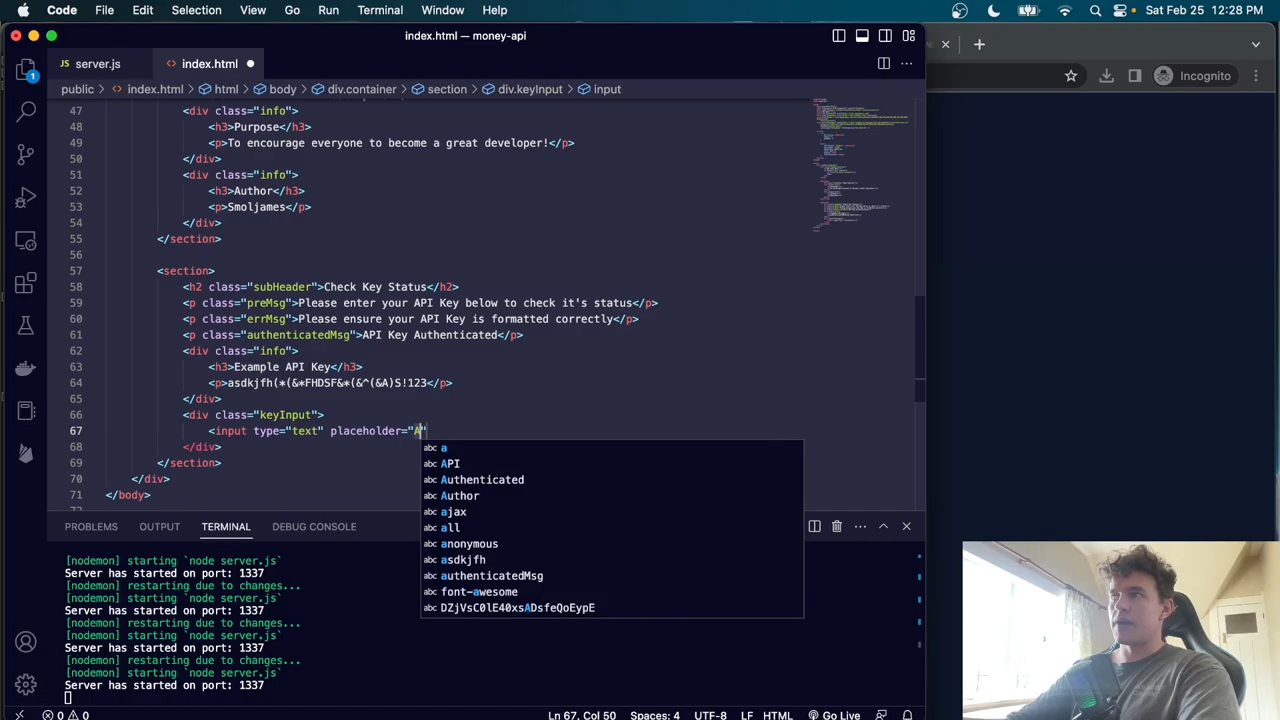 Code File Edit Selection View Go Run Terminal Window Help Sat Feb 25 12:28 PM
index.html — money-api
server.js index.html
Incognito
public index.html html body div.container section div.keyInput input
47 <div class="info">
48 <h3>Purpose</h3>
49 <p>To encourage everyone to become a great developer!</p>
50 </div>
51 <div class="info">
52 <h3>Author</h3>
53 <p>Smoljames</p>
54 </div>
55 </section>
56
57 <section>
58 <h2 class="subHeader">Check Key Status</h2>
59 <p class="preMsg">Please enter your API Key below to check it's status</p>
60 <p class="errMsg">Please ensure your API Key is formatted correctly</p>
61 <p class="authenticatedMsg">API Key Authenticated</p>
62 <div class="info">
63 <h3>Example API Key</h3>
64 <p>asdkjfh(*(&*FHDSF&*(&^(&A)S!123</p>
65 </div>
66 <div class="keyInput">
67 <input type="text" placeholder="A"
68 </div>
69 </section>
70 </div>
71 </body>
abc a
abc API
abc Authenticated
abc Author
abc ajax
abc all
abc anonymous
abc asdkjfh
abc authenticatedMsg
abc font-awesome
abc DZjVsC0lE40xsADsfeQoEypE
PROBLEMS OUTPUT TERMINAL DEBUG CONSOLE
[nodemon] starting `node server.js`
Server has started on port: 1337
[nodemon] restarting due to changes...
[nodemon] starting `node server.js`
Server has started on port: 1337
[nodemon] restarting due to changes...
[nodemon] starting `node server.js`
Server has started on port: 1337
[nodemon] restarting due to changes...
[nodemon] starting `node server.js`
Server has started on port: 1337
1
0 0 Ln 67, Col 50 Spaces: 4 UTF-8 LF HTML Go Live